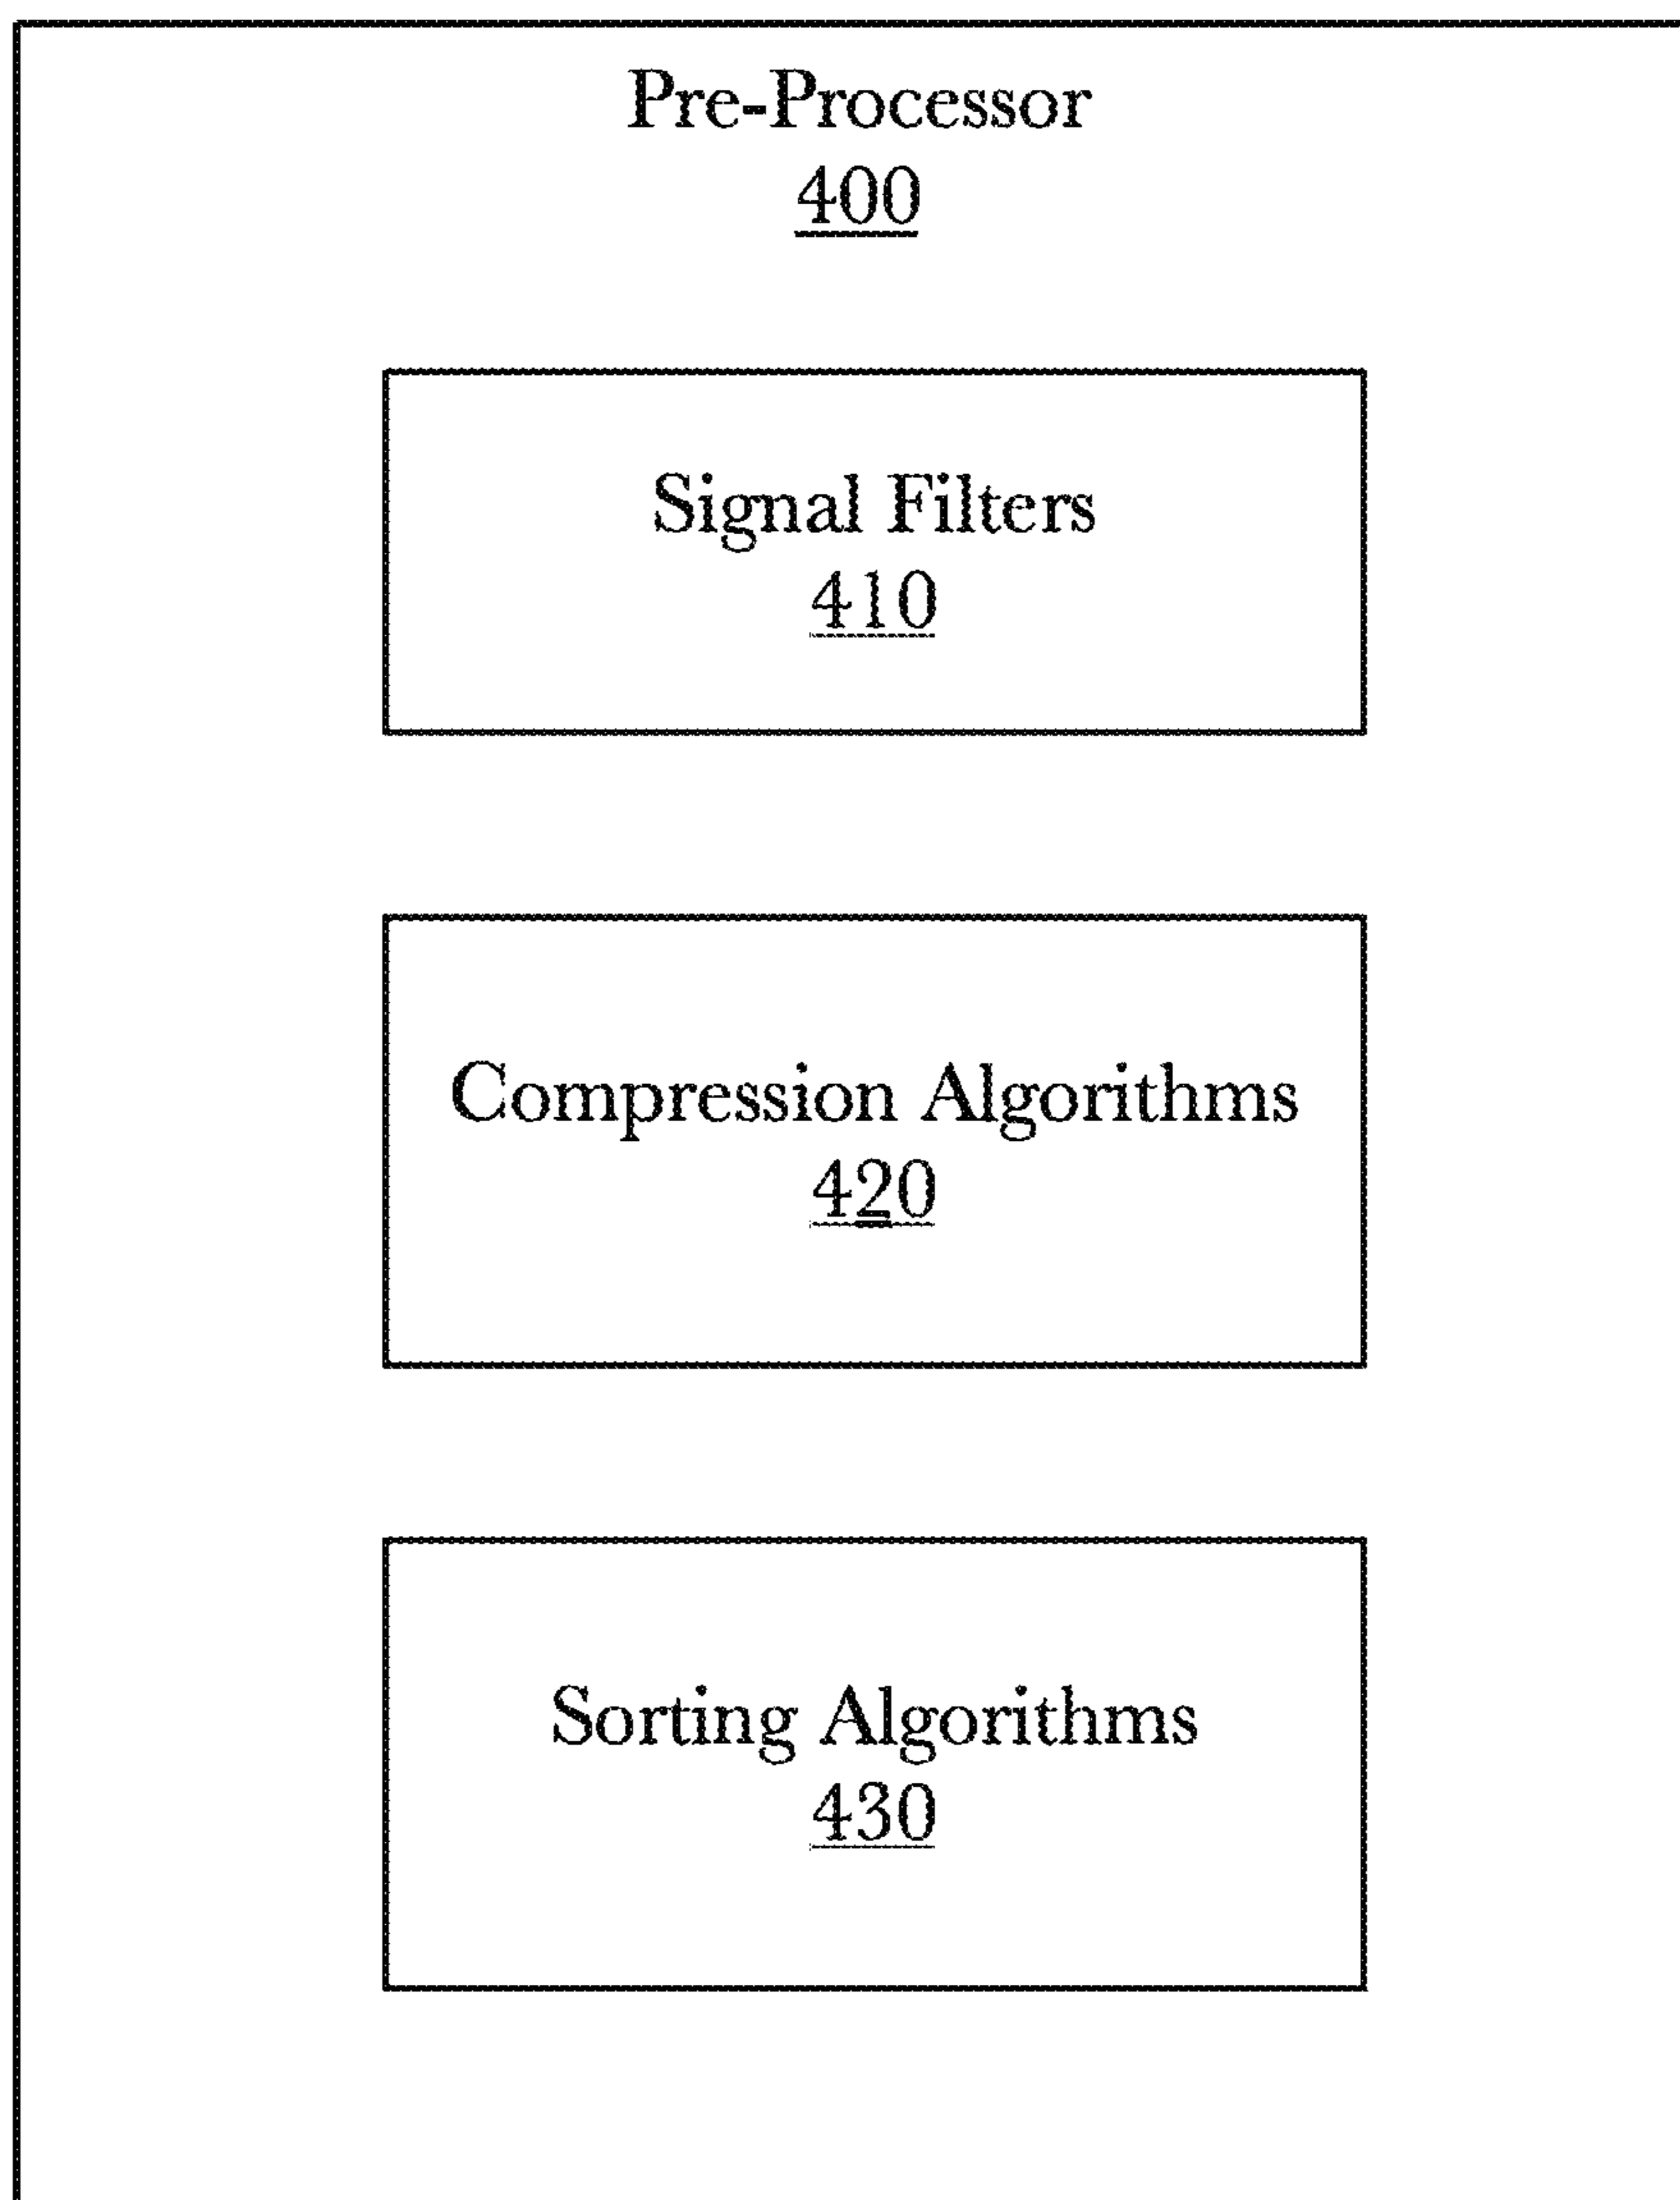 Pre-Processor
400
Signal Filters
410
Compression Algorithms
420
Sorting Algorithms
430